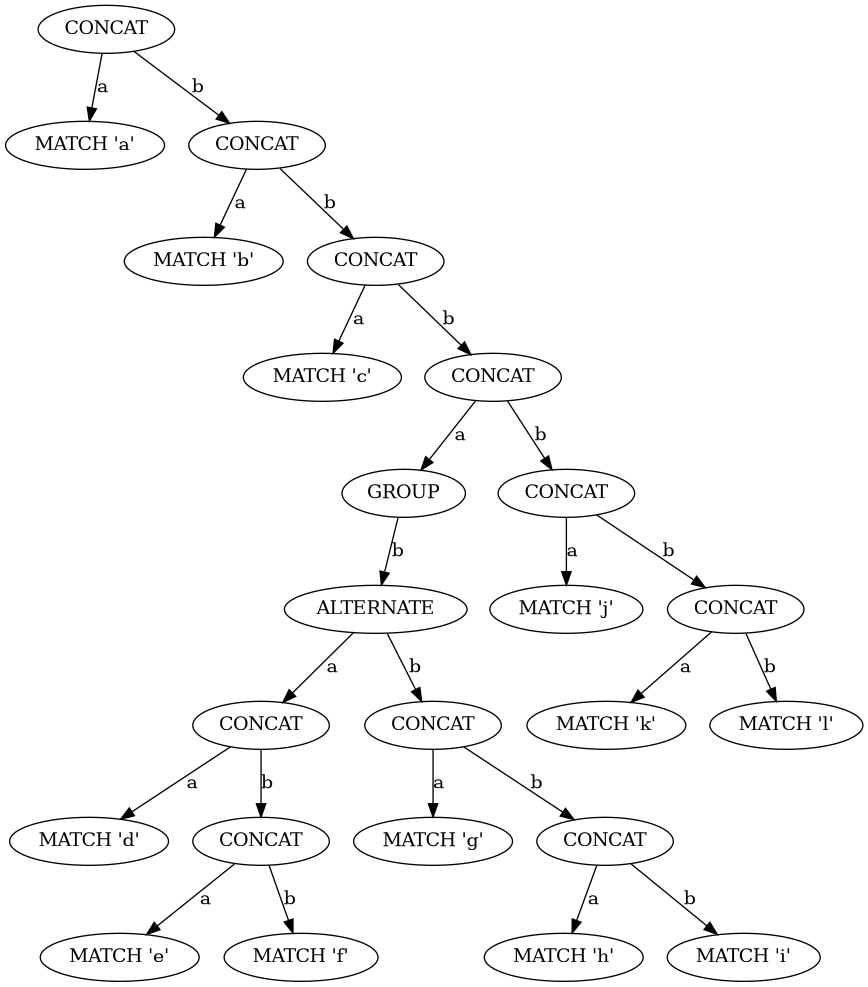 CONCAT
a b
MATCH 'a' CONCAT
a b
MATCH 'b' CONCAT
a b
MATCH 'c' CONCAT
a b
GROUP CONCAT
b a b
ALTERNATE MATCH 'j' CONCAT
a b a b
CONCAT CONCAT MATCH 'k' MATCH 'l'
a b a b
MATCH 'd' CONCAT MATCH 'g' CONCAT
a b a b
MATCH 'e' MATCH 'f' MATCH 'h' MATCH 'i'